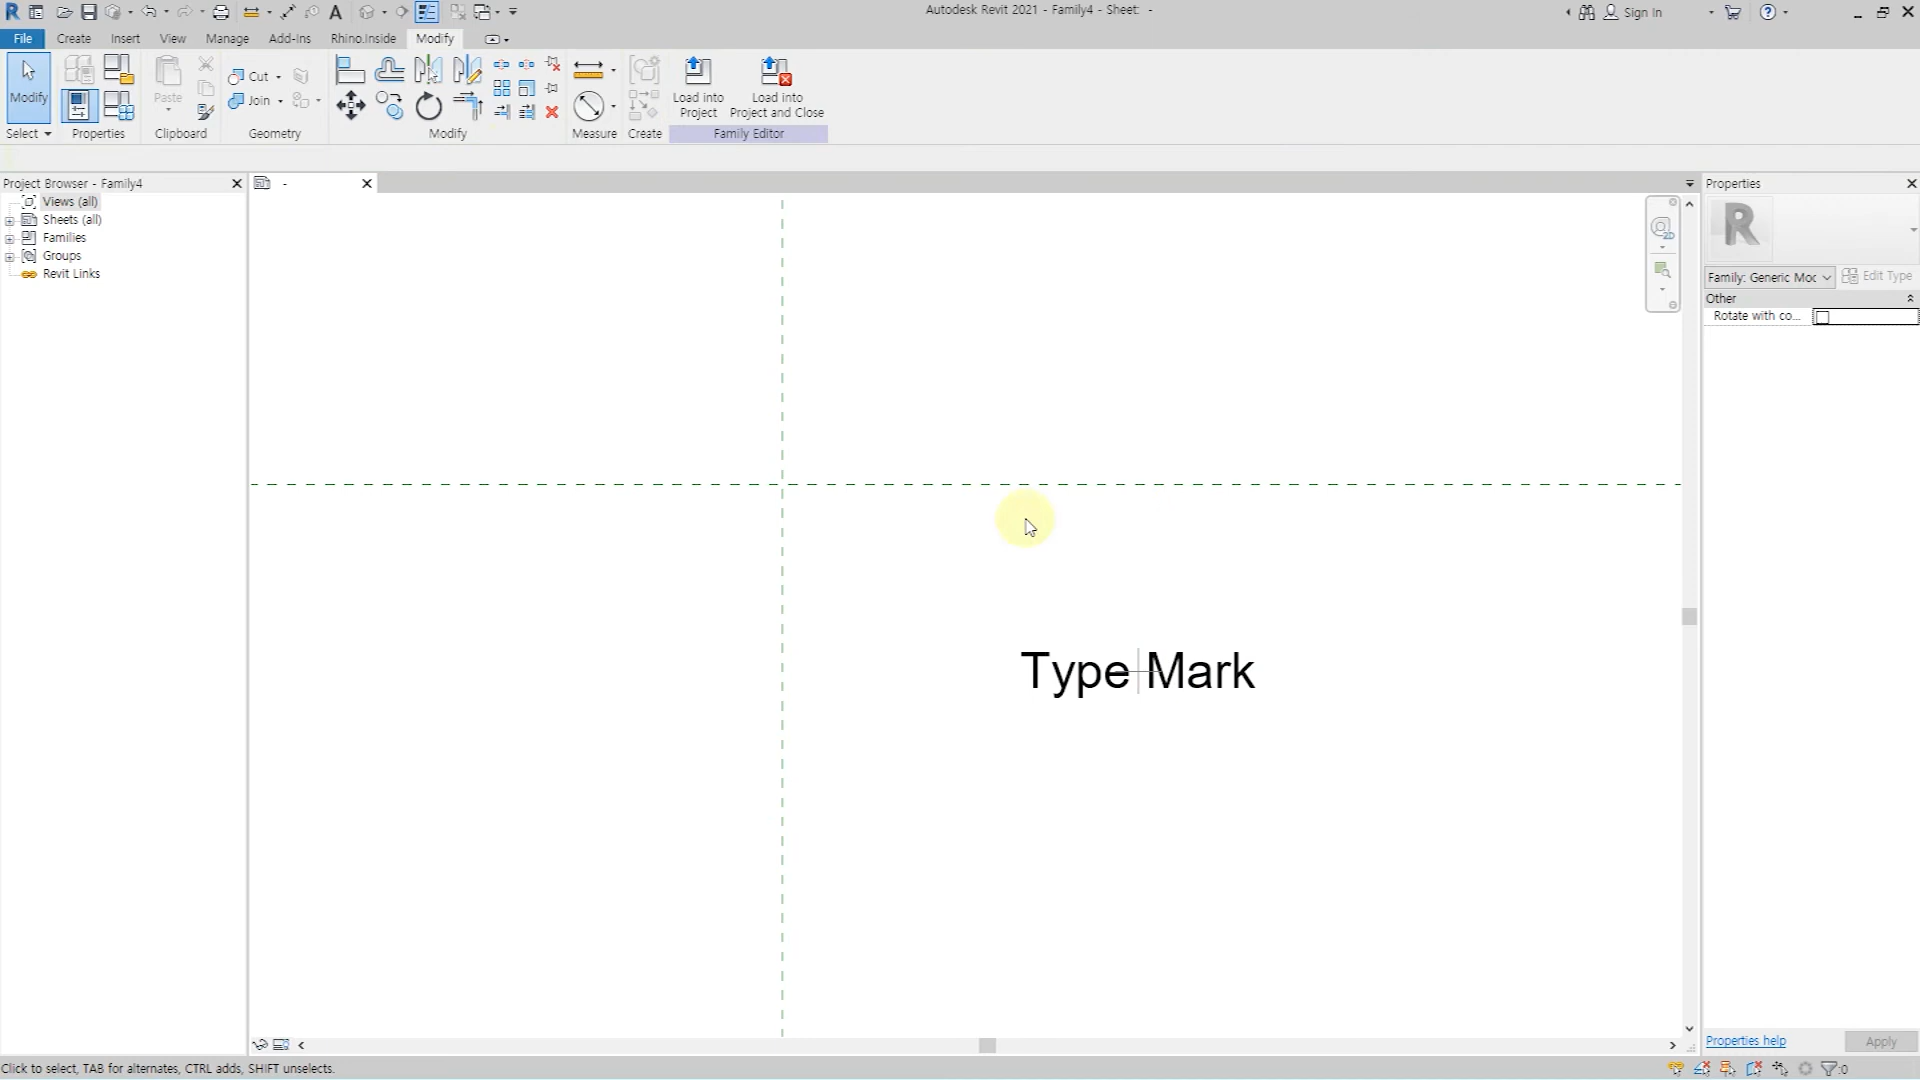 Autodesk Revit 2021 - Family4 - Sheet: -
Sign In
File
Create
Insert
View
Manage
Add-Ins
Rhino.Inside
Modify
Modify
Paste
Cut
Join
Load into
Project
Load into
Project and Close
Select
Properties
Clipboard
Geometry
Modify
Measure
Create
Family Editor
Project Browser - Family4
-
Properties
Views (all)
Sheets (all)
Families
Groups
Revit Links
Family: Generic Moc
Edit Type
Other
Rotate with co...
Type Mark
Properties help
Apply
Click to select, TAB for alternates, CTRL adds, SHIFT unselects.
:0